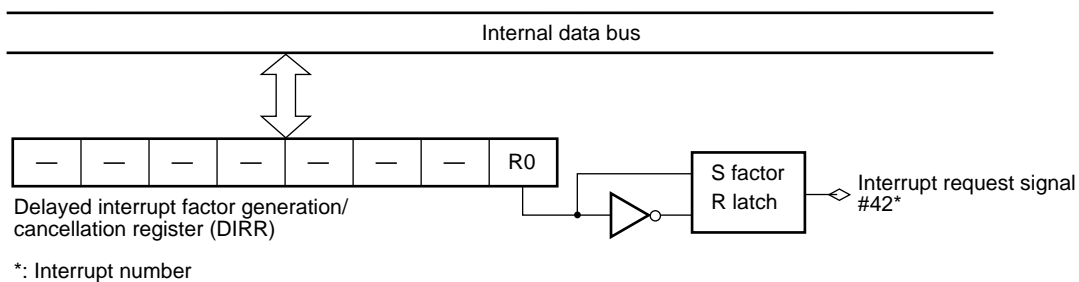 Internal data bus
— — — — — — — R0
S factor
R latch
Interrupt request signal
#42*
Delayed interrupt factor generation/
cancellation register (DIRR)
*: Interrupt number